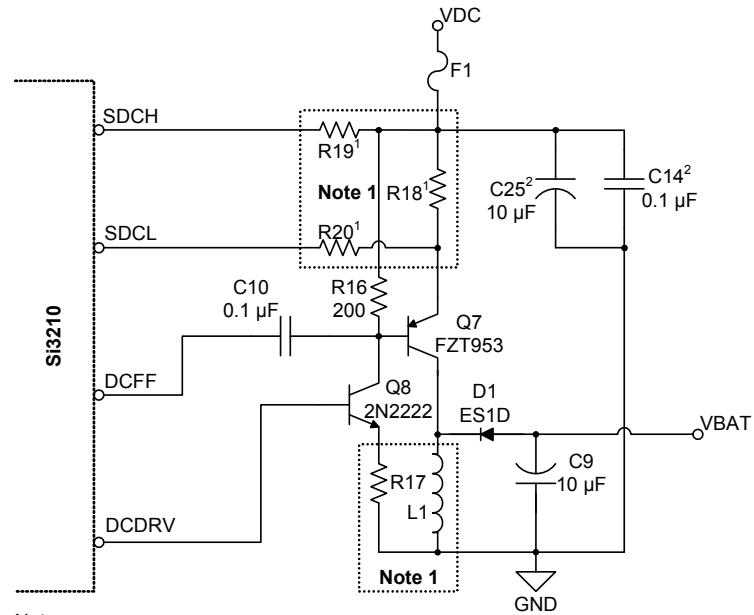 VDC
F1
SDCH
R19¹
Note 1
R18¹
C25²
10 µF
C14²
0.1 µF
SDCL
R20¹
R16
200
C10
0.1 µF
Q7
FZT953
Si3210
DCFF
Q8
2N2222
D1
ES1D
VBAT
C9
10 µF
R17
L1
DCDRV
Note 1
GND